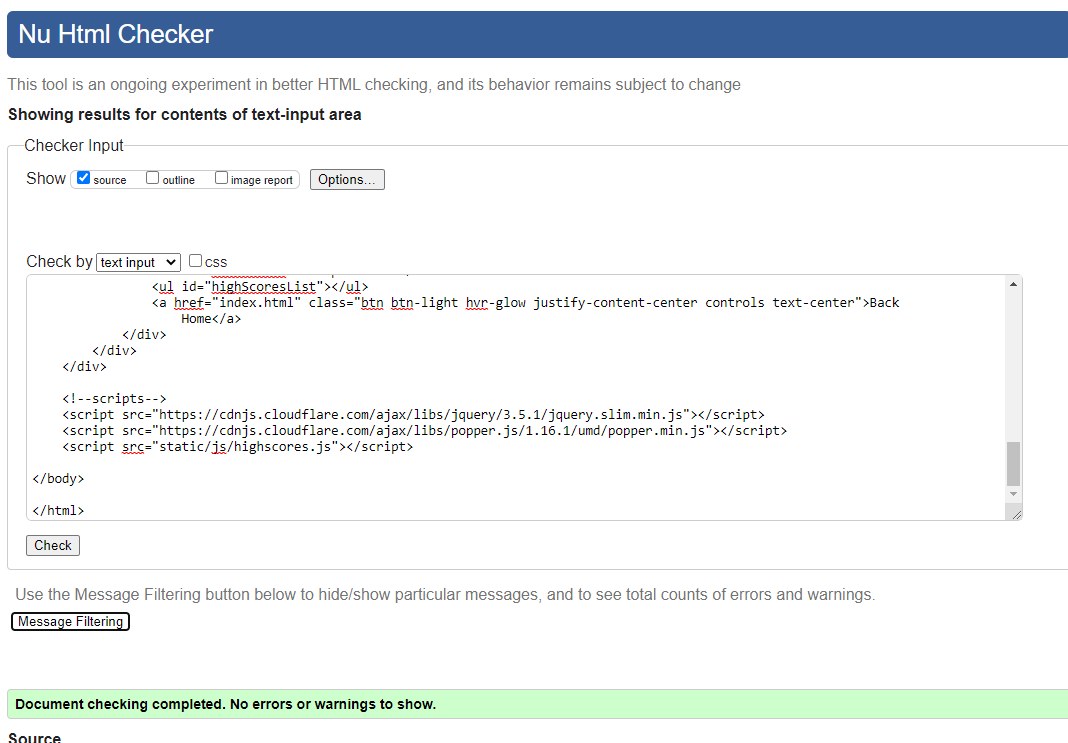 Nu Html Checker
This tool is an ongoing experiment in better HTML checking, and its behavior remains subject to change
Showing results for contents of text-input area
Checker Input
Show source outline image report Options...
Check by text input css
<ul id="highScoresList"></ul>
<a href="index.html" class="btn btn-light hvr-glow justify-content-center controls text-center">Back
Home</a>
</div>
</div>
</div>
<!--scripts-->
<script src="https://cdnjs.cloudflare.com/ajax/libs/jquery/3.5.1/jquery.slim.min.js"></script>
<script src="https://cdnjs.cloudflare.com/ajax/libs/popper.js/1.16.1/umd/popper.min.js"></script>
<script src="static/js/highscores.js"></script>
</body>
</html>
Check
Use the Message Filtering button below to hide/show particular messages, and to see total counts of errors and warnings.
Message Filtering
Document checking completed. No errors or warnings to show.
Source